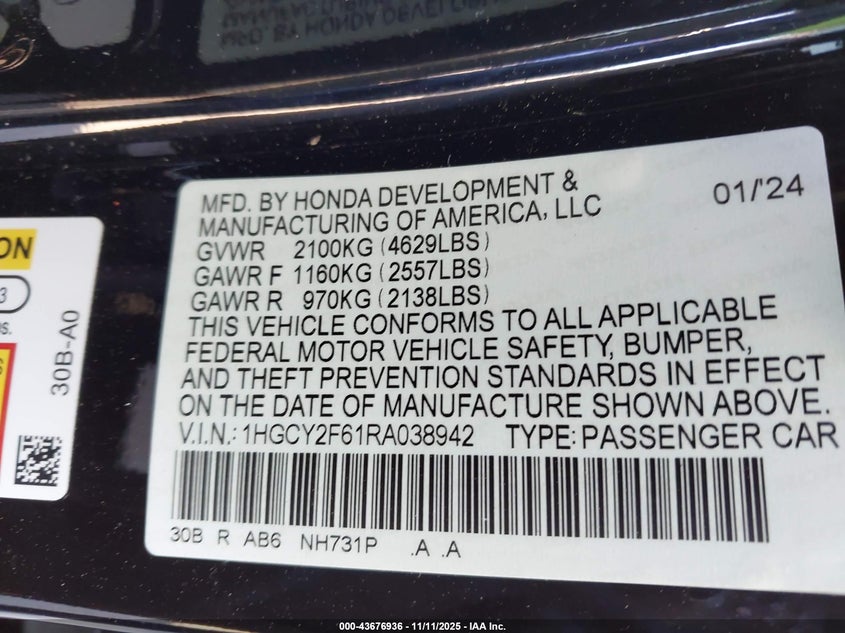 MFD. BY HONDA DEVELOPMENT &
MANUFACTURING OF AMERICA, LLC
01/'24
GVWR 2100KG (4629LBS)
GAWR F 1160KG (2557LBS)
GAWR R 970KG (2138LBS)
THIS VEHICLE CONFORMS TO ALL APPLICABLE
FEDERAL MOTOR VEHICLE SAFETY, BUMPER,
AND THEFT PREVENTION STANDARDS IN EFFECT
ON THE DATE OF MANUFACTURE SHOWN ABOVE.
V.I.N.: 1HGCY2F61RA038942 TYPE: PASSENGER CAR
30B R AB6 NH731P .A .A
ON
3
30B-A0
000-43676936 - 11/11/2025 - IAA Inc.